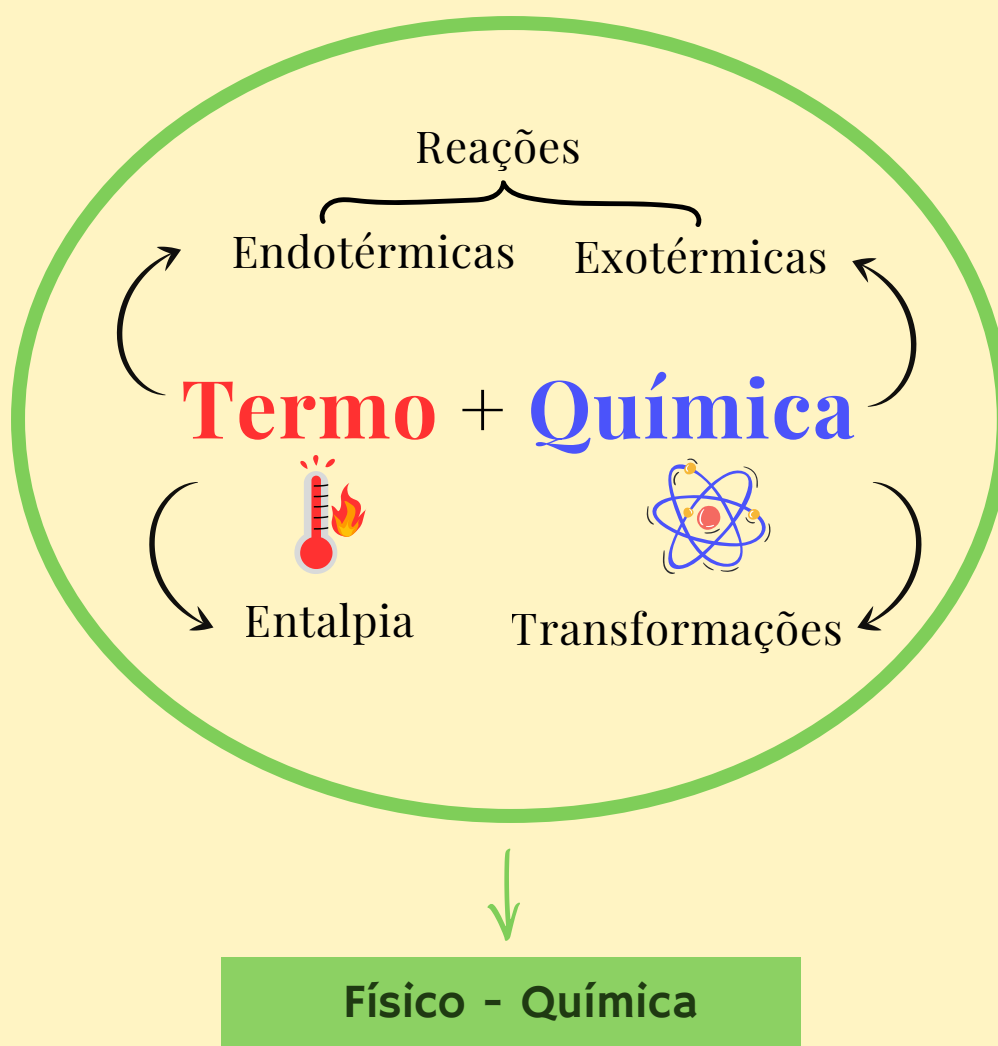 Reações
Endotérmicas Exotérmicas
Termo + Química
Entalpia Transformações
Físico - Química